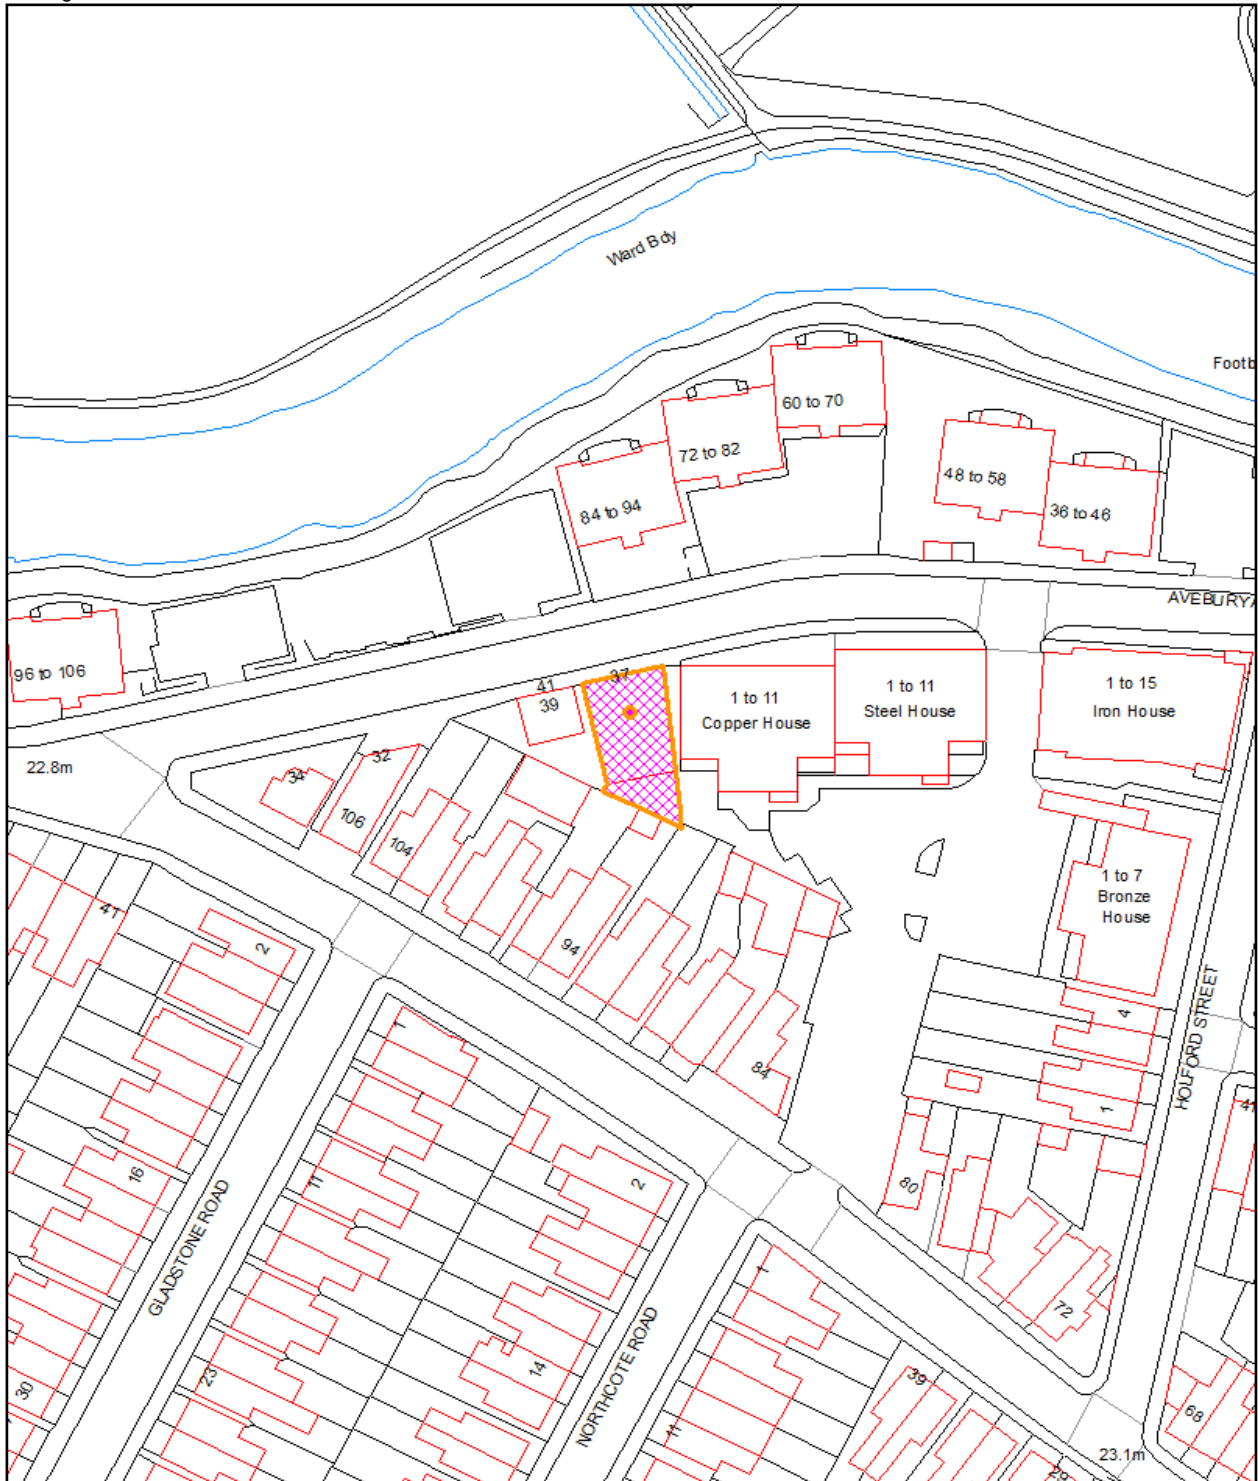 Ward Bdy
Footb
60 to 70
72 to 82
48 to 58
84 to 94
36 to 46
AVEBURY
96 to 106
37
41
39
1 to 11
Copper House
1 to 11
Steel House
1 to 15
Iron House
22.8m
34
32
106
104
1 to 7
Bronze
House
41
2
94
4
HOLFORD STREET
1
84
1
16
11
2
80
GLADSTONE ROAD
1
72
NORTHCOTE ROAD
14
23
30
39
11
68
23.1m
29